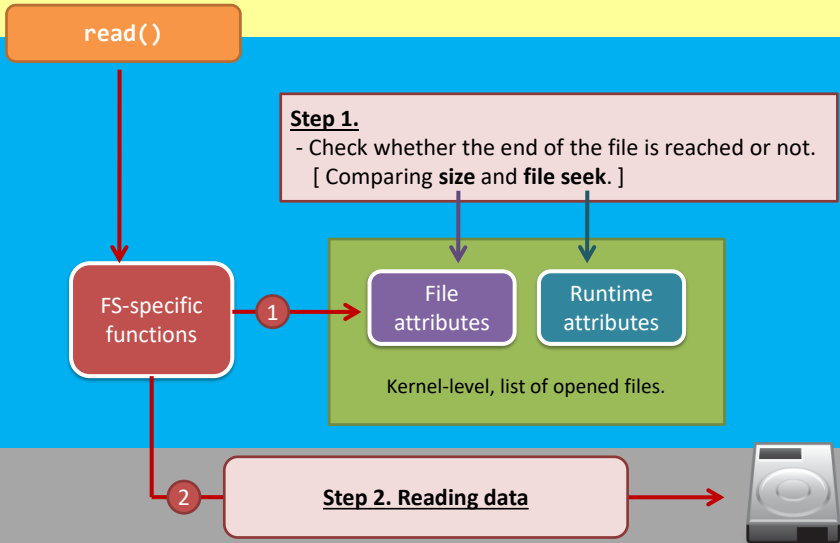 read()
Step 1.
- Check whether the end of the file is reached or not.
[ Comparing size and file seek. ]
FS-specific
functions
1
File
attributes
Runtime
attributes
Kernel-level, list of opened files.
2
Step 2. Reading data